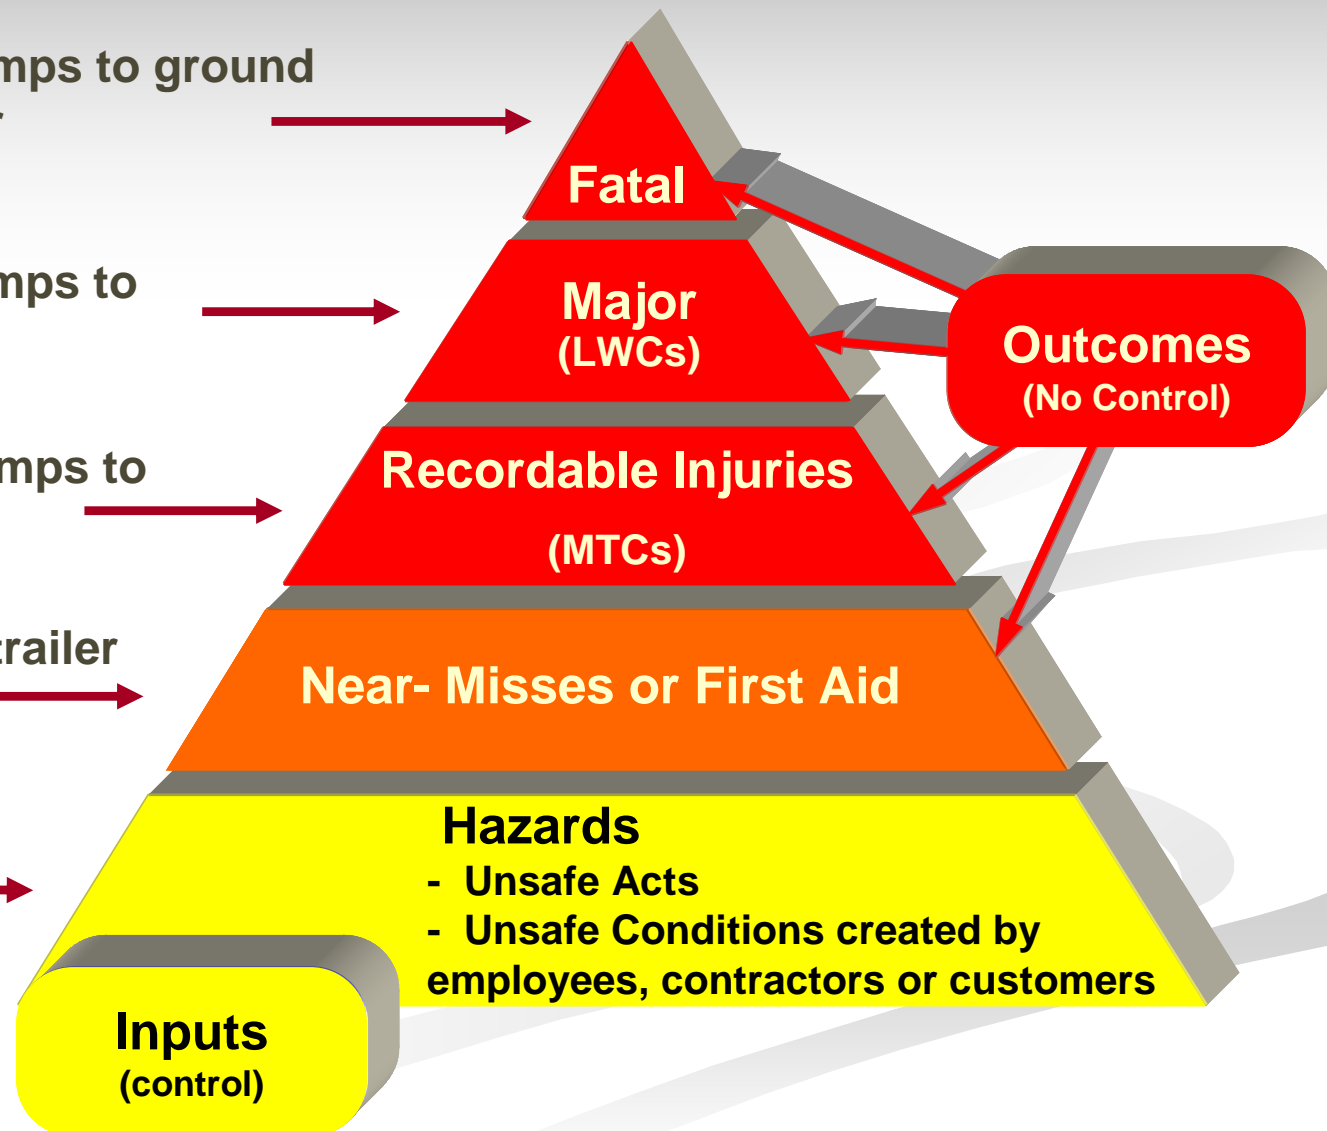 mps to ground
Fatal
mps to
Major
(LWCs)
Outcomes
(No Control)
mps to
Recordable Injuries
(MTCs)
trailer
Near- Misses or First Aid
Hazards
- Unsafe Acts
- Unsafe Conditions created by
employees, contractors or customers
Inputs
(control)